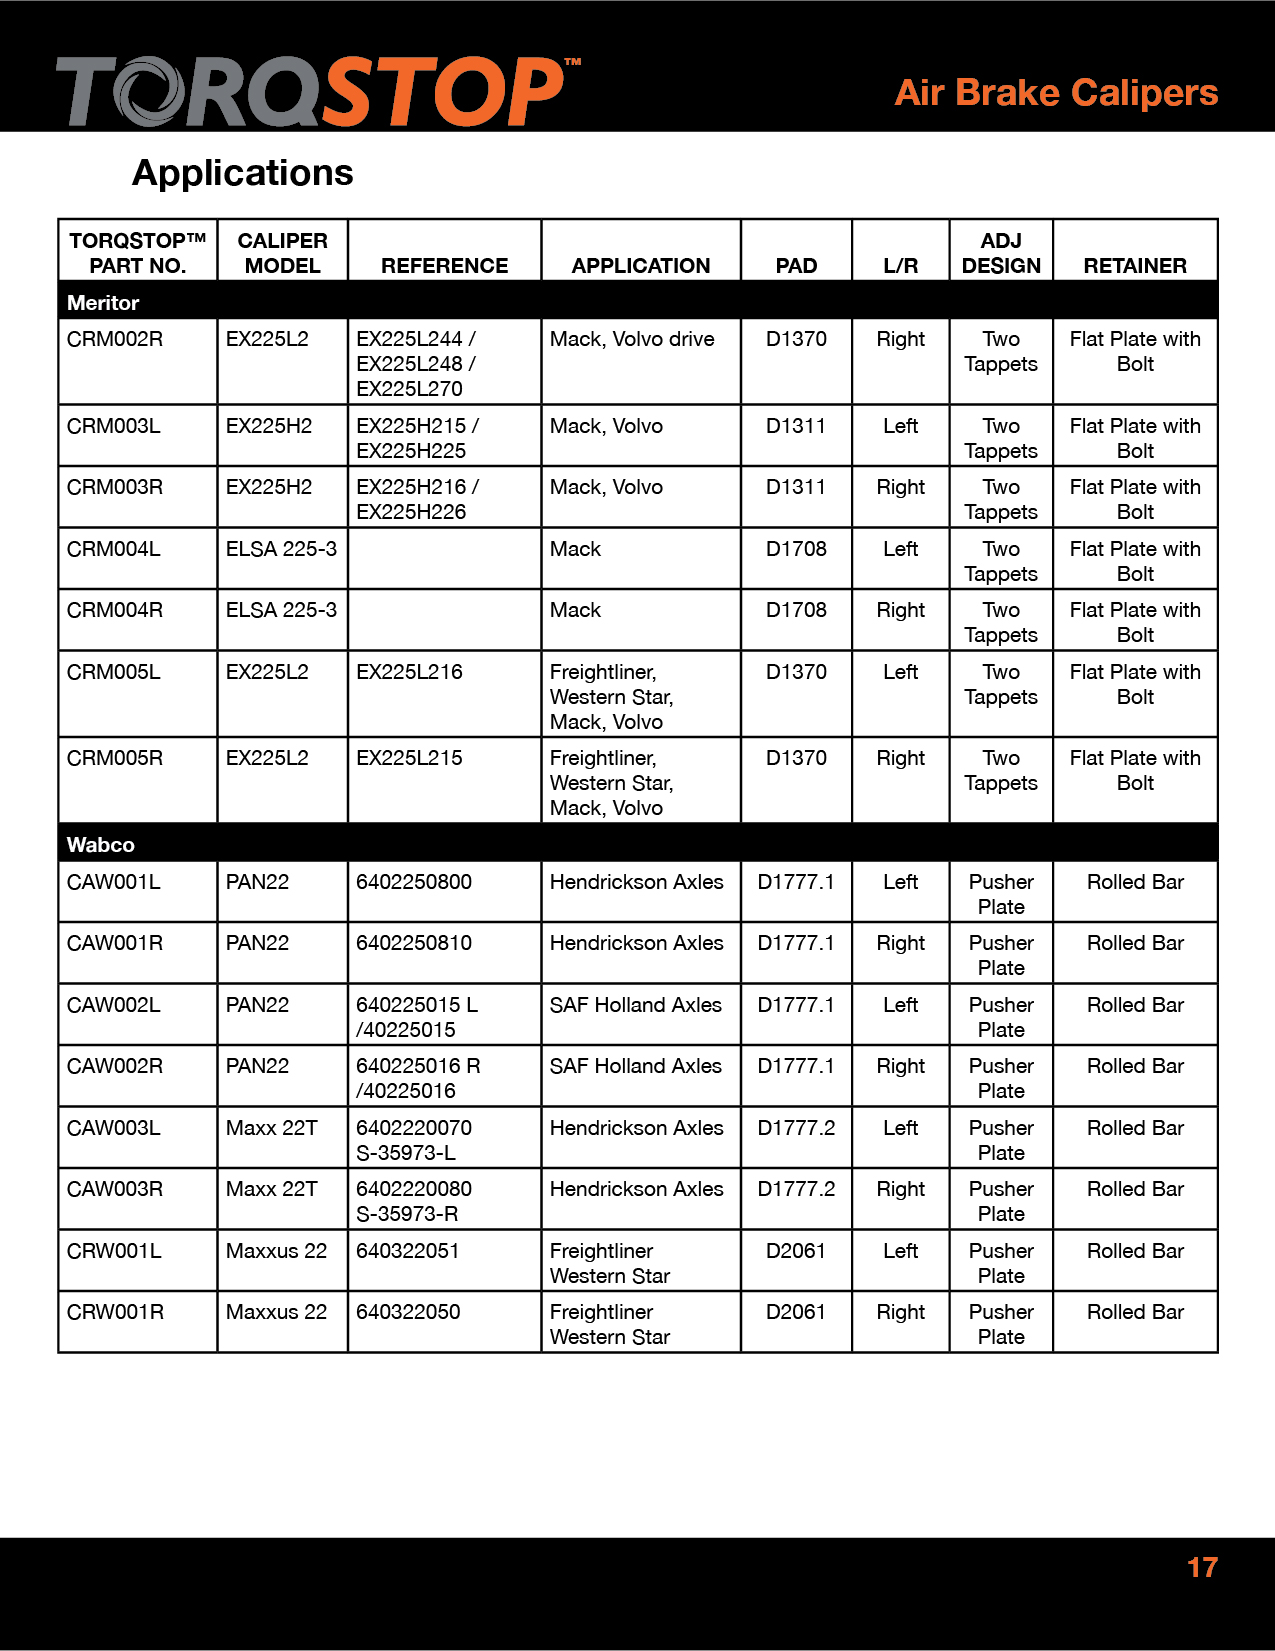 TORQSTOP™
Air Brake Calipers
Applications
TORQSTOP™ PART NO. CALIPER MODEL REFERENCE APPLICATION PAD L/R ADJ DESIGN RETAINER
Meritor
CRM002R EX225L2 EX225L244 / Mack, Volvo drive D1370 Right Two Flat Plate with
EX225L248 / Tappets Bolt
EX225L270
CRM003L EX225H2 EX225H215 / Mack, Volvo D1311 Left Two Flat Plate with
EX225H225 Tappets Bolt
CRM003R EX225H2 EX225H216 / Mack, Volvo D1311 Right Two Flat Plate with
EX225H226 Tappets Bolt
CRM004L ELSA 225-3 Mack D1708 Left Two Flat Plate with
Tappets Bolt
CRM004R ELSA 225-3 Mack D1708 Right Two Flat Plate with
Tappets Bolt
CRM005L EX225L2 EX225L216 Freightliner, D1370 Left Two Flat Plate with
Western Star, Tappets Bolt
Mack, Volvo
CRM005R EX225L2 EX225L215 Freightliner, D1370 Right Two Flat Plate with
Western Star, Tappets Bolt
Mack, Volvo
Wabco
CAW001L PAN22 6402250800 Hendrickson Axles D1777.1 Left Pusher Rolled Bar
Plate
CAW001R PAN22 6402250810 Hendrickson Axles D1777.1 Right Pusher Rolled Bar
Plate
CAW002L PAN22 640225015 L SAF Holland Axles D1777.1 Left Pusher Rolled Bar
/40225015 Plate
CAW002R PAN22 640225016 R SAF Holland Axles D1777.1 Right Pusher Rolled Bar
/40225016 Plate
CAW003L Maxx 22T 6402220070 Hendrickson Axles D1777.2 Left Pusher Rolled Bar
S-35973-L Plate
CAW003R Maxx 22T 6402220080 Hendrickson Axles D1777.2 Right Pusher Rolled Bar
S-35973-R Plate
CRW001L Maxxus 22 640322051 Freightliner D2061 Left Pusher Rolled Bar
Western Star Plate
CRW001R Maxxus 22 640322050 Freightliner D2061 Right Pusher Rolled Bar
Western Star Plate
17